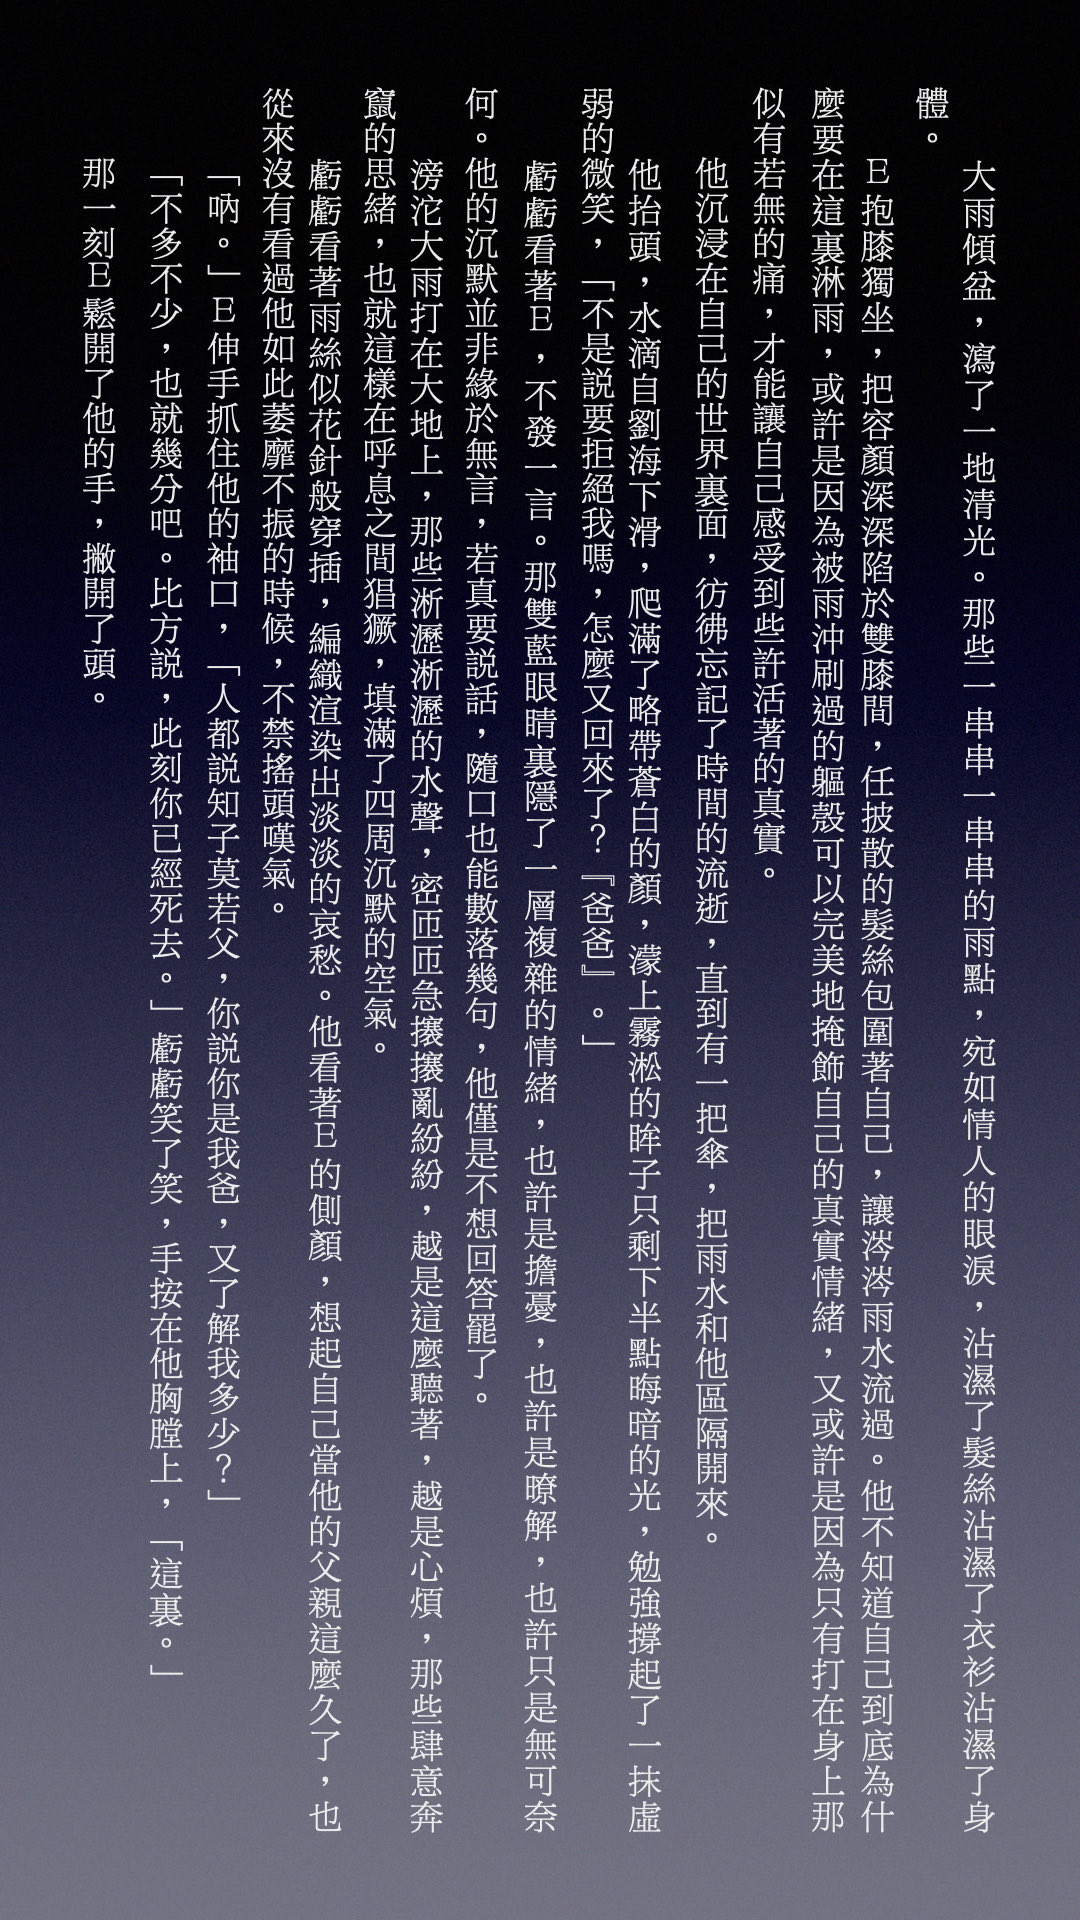 大雨傾盆，瀉了一地清光。那些一串串一串串的雨點，宛如情人的眼淚，沾濕了髮絲沾濕了衣衫沾濕了身
體。
Ｅ抱膝獨坐，把容顏深深陷於雙膝間，任披散的髮絲包圍著自己，讓涔涔雨水流過。他不知道自己到底為什
麼要在這裏淋雨，或許是因為被雨沖刷過的軀殼可以完美地掩飾自己的真實情緒，又或許是因為只有打在身上那
似有若無的痛，才能讓自己感受到些許活著的真實。
他沉浸在自己的世界裏面，彷彿忘記了時間的流逝，直到有一把傘，把雨水和他區隔開來。
他抬頭，水滴自劉海下滑，爬滿了略帶蒼白的顏，濛上霧淞的眸子只剩下半點晦暗的光，勉強撐起了一抹虛
弱的微笑，「不是説要拒絕我嗎，怎麼又回來了？『爸爸』。」
虧虧看著Ｅ，不發一言。那雙藍眼睛裏隱了一層複雜的情緒，也許是擔憂，也許是暸解，也許只是無可奈
何。他的沉默並非緣於無言，若真要説話，隨口也能數落幾句，他僅是不想回答罷了。
滂沱大雨打在大地上，那些淅瀝淅瀝的水聲，密匝匝急攘攘亂紛紛，越是這麼聽著，越是心煩，那些肆意奔
竄的思緒，也就這樣在呼息之間猖獗，填滿了四周沉默的空氣。
虧虧看著雨絲似花針般穿插，編織渲染出淡淡的哀愁。他看著Ｅ的側顏，想起自己當他的父親這麼久了，也
從來沒有看過他如此萎靡不振的時候，不禁搖頭嘆氣。
「吶。」Ｅ伸手抓住他的袖口，「人都説知子莫若父，你説你是我爸，又了解我多少？」
「不多不少，也就幾分吧。比方説，此刻你已經死去。」虧虧笑了笑，手按在他胸膛上，「這裏。」
那一刻Ｅ鬆開了他的手，撇開了頭。